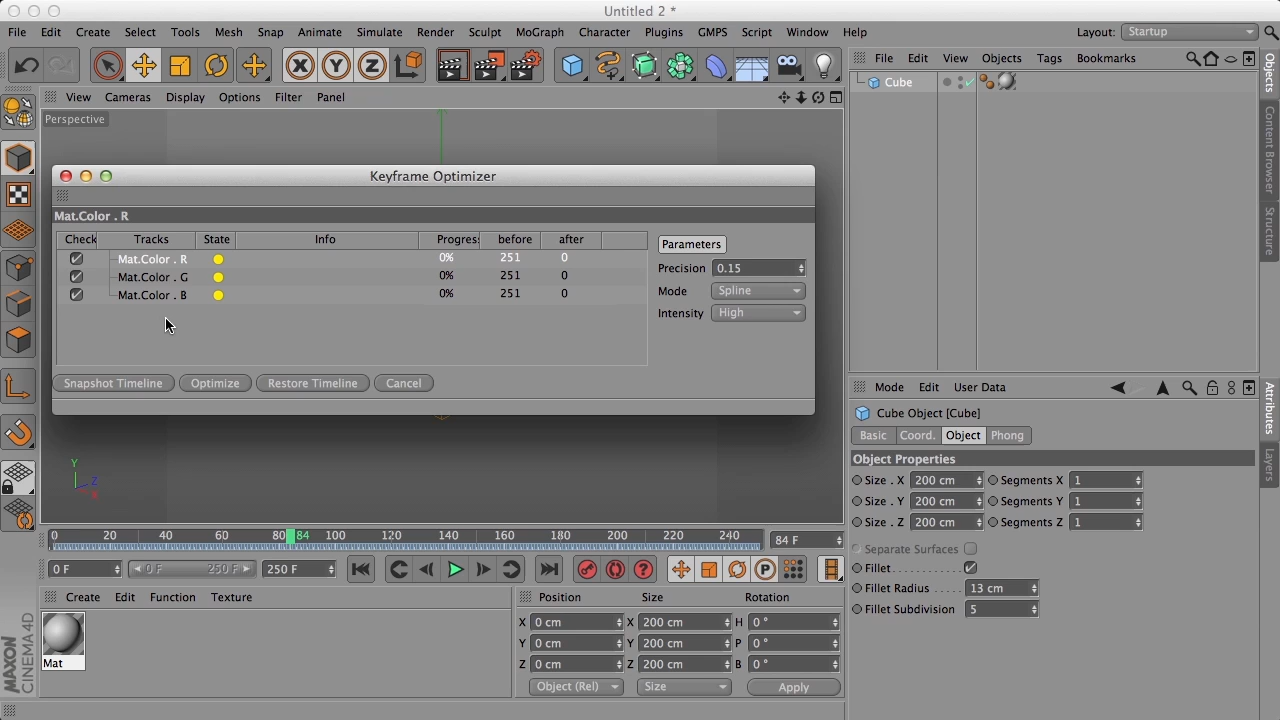 Untitled 2 *
File Edit Create Select Tools Mesh Snap Animate Simulate Render Sculpt MoGraph Character Plugins GMPS Script Window Help Layout: Startup
X Y Z
File Edit View Objects Tags Bookmarks
Cube
Objects
Content Browser
Structure
View Cameras Display Options Filter Panel
Perspective
Keyframe Optimizer
Mat.Color . R
Check Tracks State Info Progres before after
Mat.Color . R 0% 251 0
Mat.Color . G 0% 251 0
Mat.Color . B 0% 251 0
Parameters
Precision 0.15
Mode Spline
Intensity High
Snapshot Timeline Optimize Restore Timeline Cancel
Y
Z
X
Mode Edit User Data
Cube Object [Cube]
Basic Coord. Object Phong
Object Properties
Size . X 200 cm Segments X 1
Size . Y 200 cm Segments Y 1
Size . Z 200 cm Segments Z 1
Separate Surfaces
Fillet
Fillet Radius 13 cm
Fillet Subdivision 5
Attributes
Layers
0 20 40 60 80 84 100 120 140 160 180 200 220 240 84 F
0 F 0 F 250 F 250 F
P
Create Edit Function Texture
Mat
Position Size Rotation
X 0 cm X 200 cm H 0 °
Y 0 cm Y 200 cm P 0 °
Z 0 cm Z 200 cm B 0 °
Object (Rel) Size Apply
MAXON
CINEMA4D